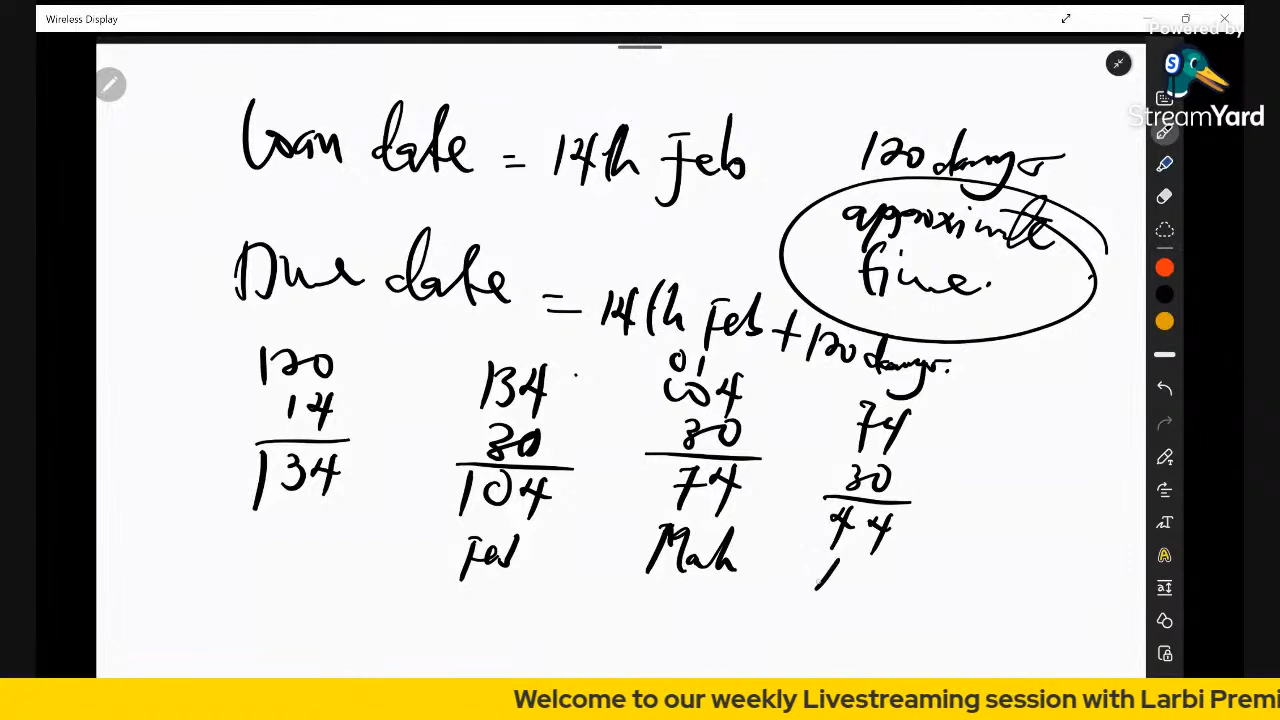 Wireless Display
Powered by
StreamYard
Loan date = 14th Feb
120 days
approximate
time.
Due date = 14th Feb + 120 days.
120
14
134
134
30
104
Feb
01
104
30
74
74
30
44
Welcome to our weekly Livestreaming session with Larbi Premi